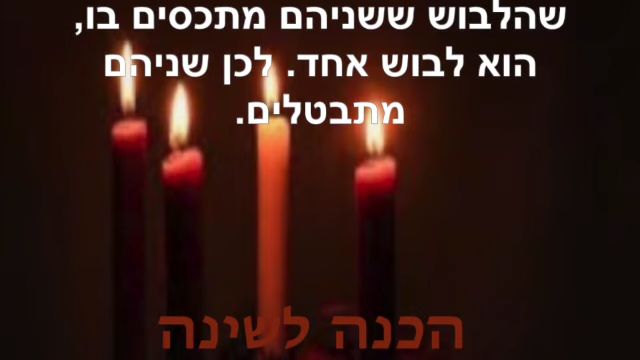 שהלבוש ששניהם מתכסים בו,
הוא לבוש אחד. לכן שניהם
מתבטלים.
הכנה לשינה